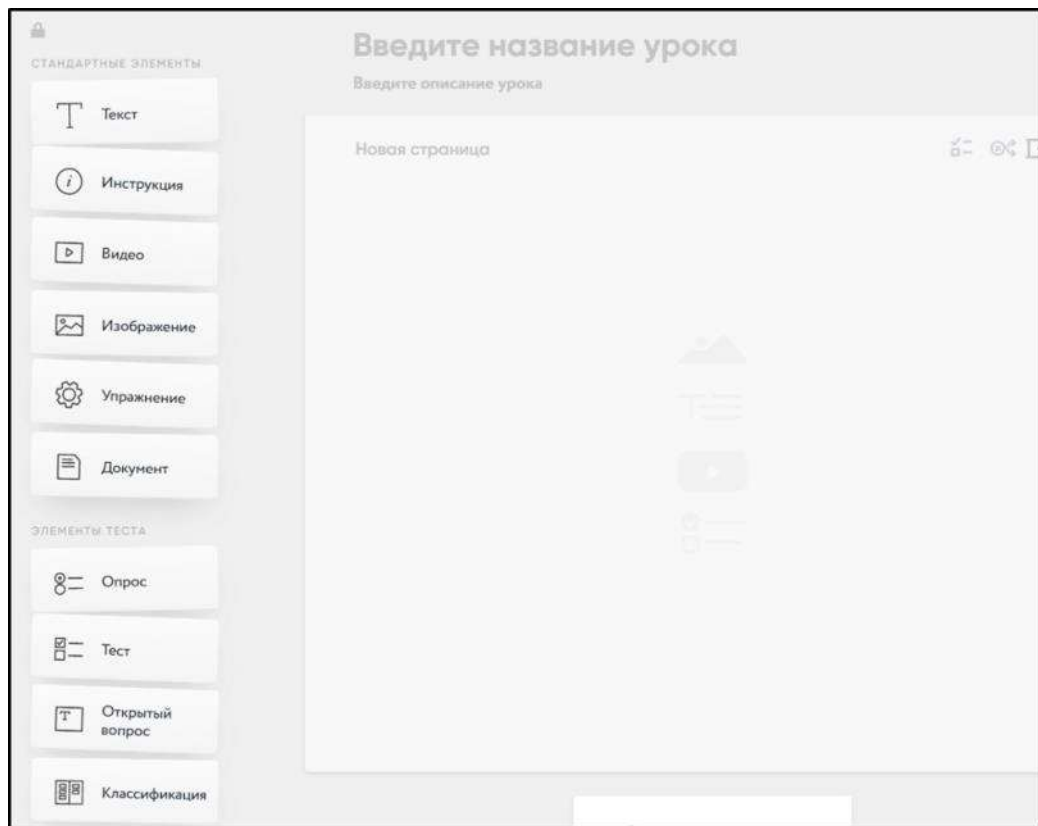 СТАНДАРТНЫЕ ЭЛЕМЕНТЫ
Текст
Инструкция
Видео
Изображение
Упражнение
Документ
ЭЛЕМЕНТЫ ТЕСТА
Опрос
Тест
Открытый
вопрос
Классификация
Введите название урока
Введите описание урока
Новая страница